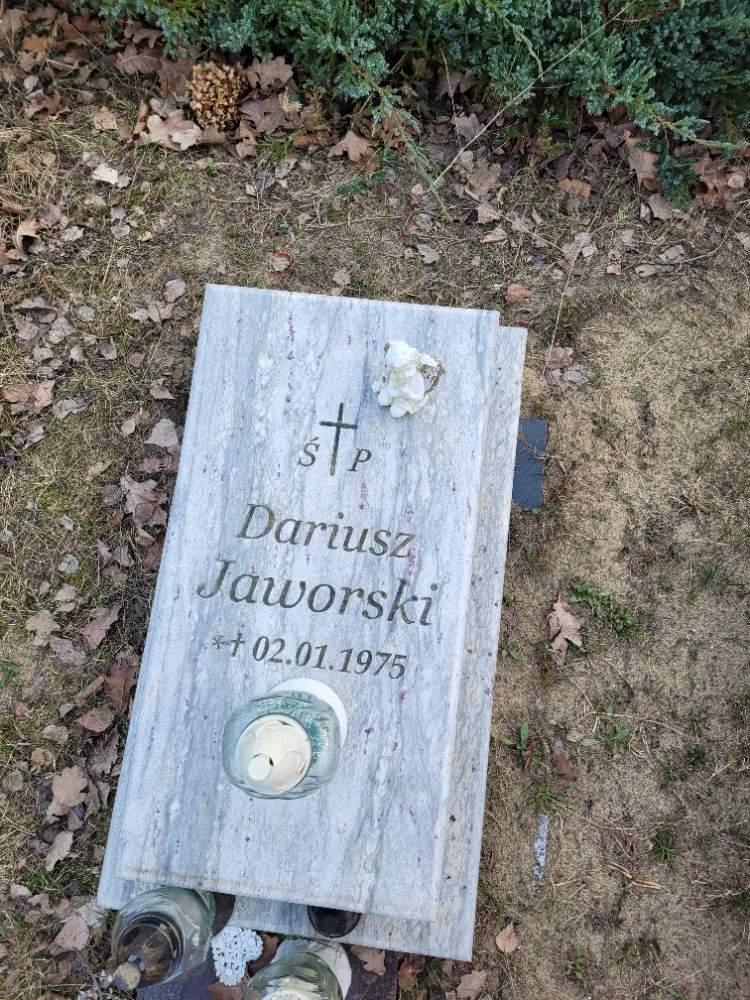 Ś P
Dariusz
Jaworski
*† 02.01.1975